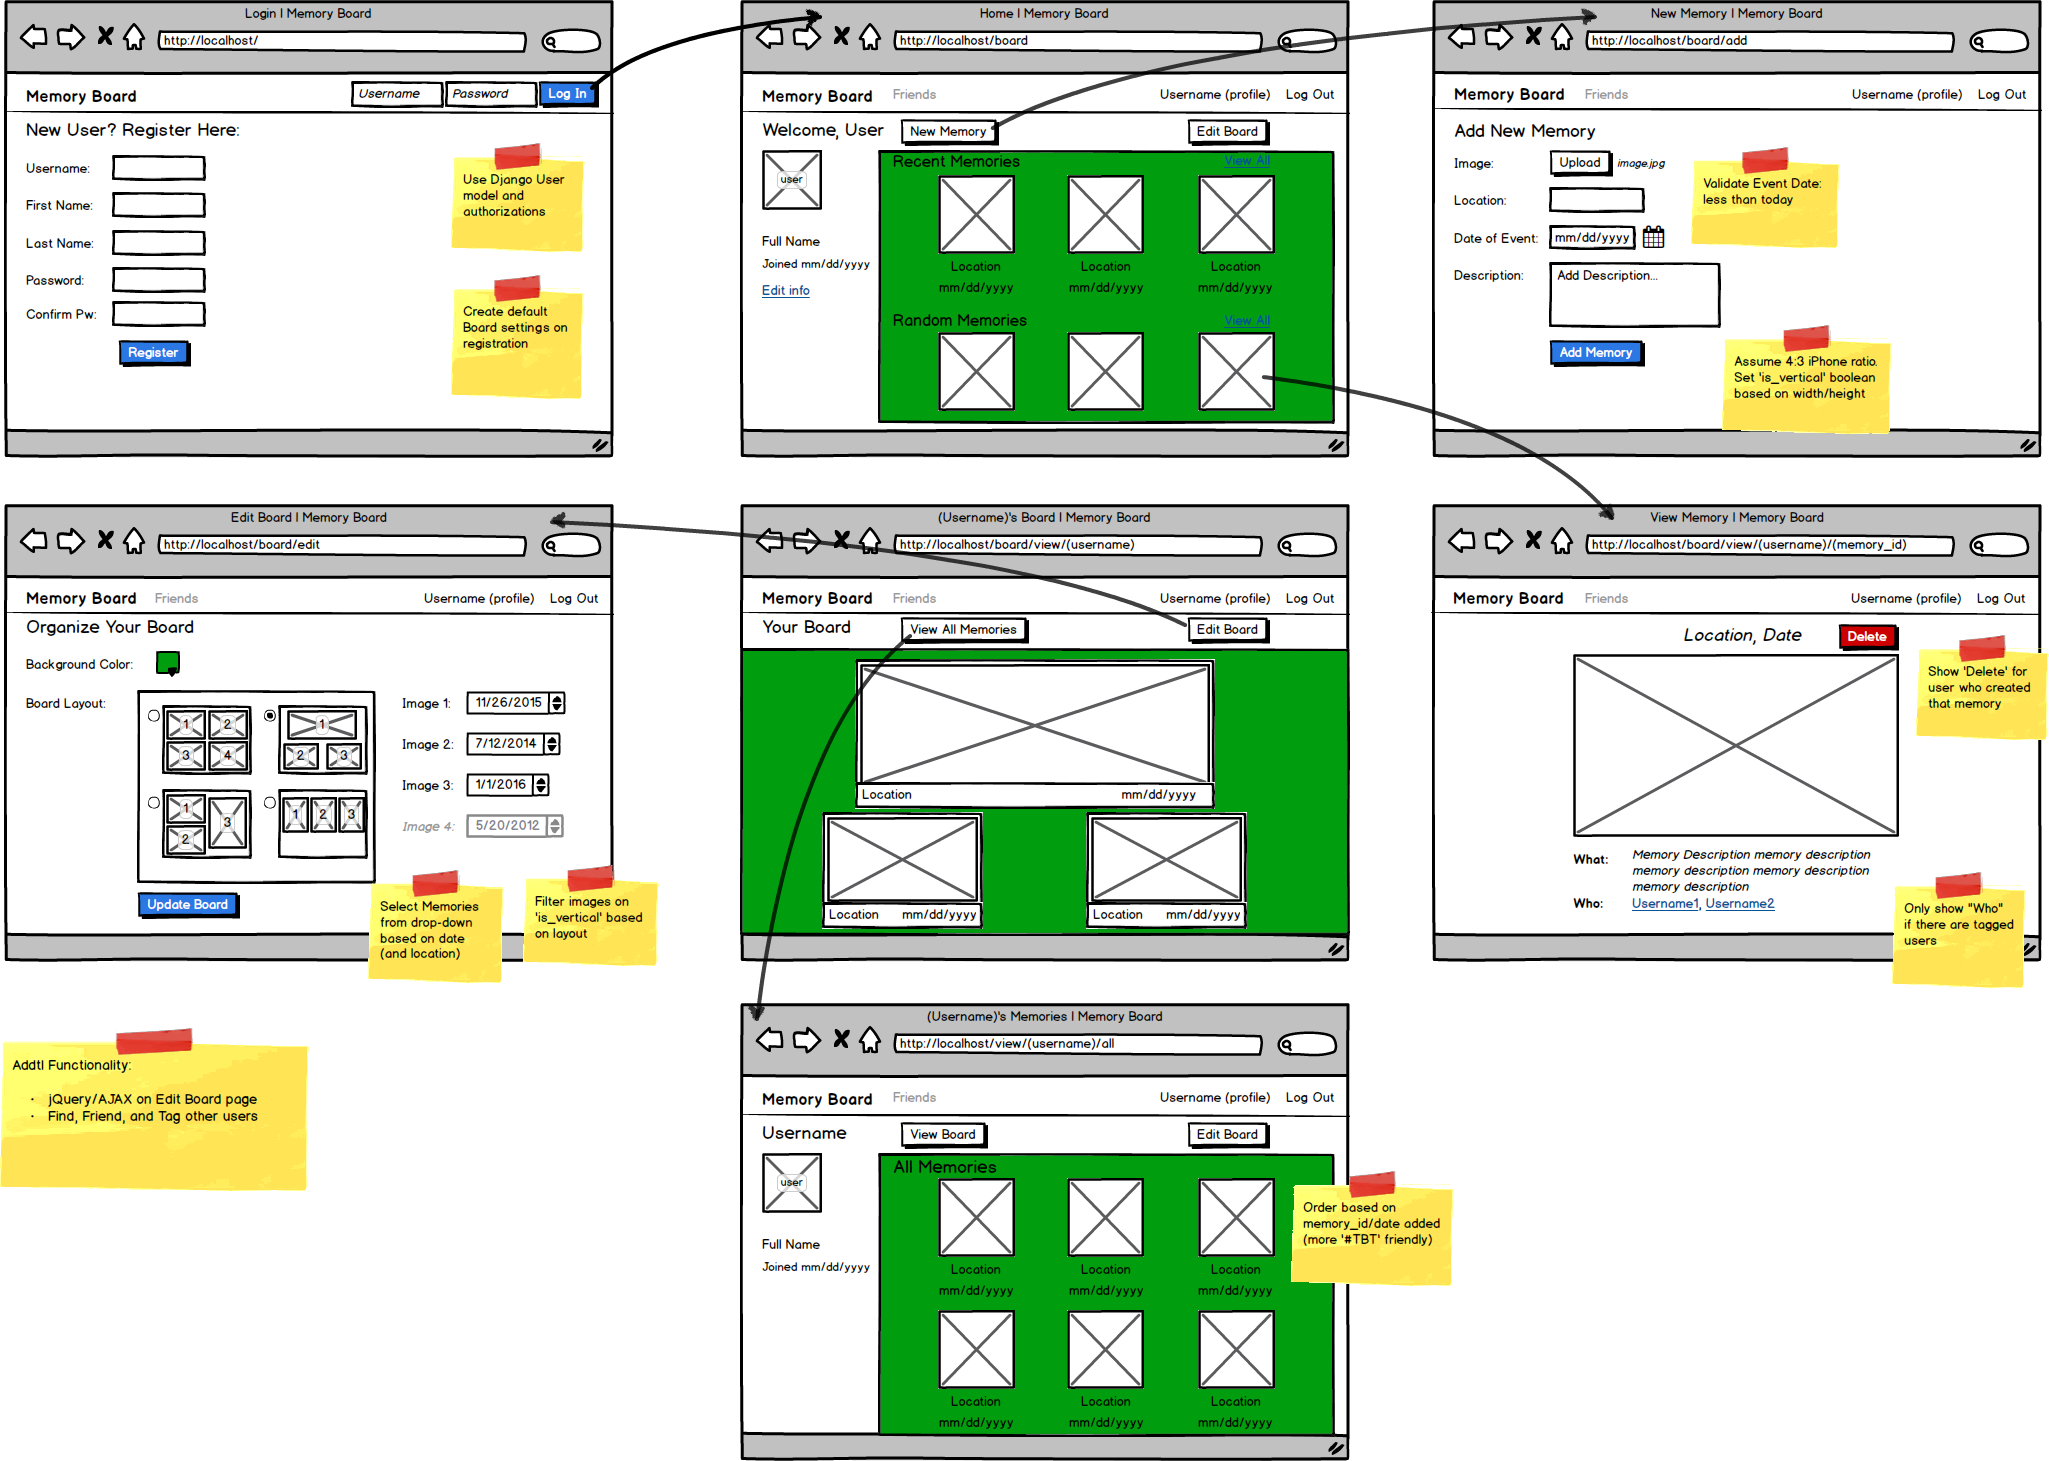 Login | Memory Board
http://localhost/
Memory Board
Username
Password
Log In
New User? Register Here:
Username:
First Name:
Last Name:
Password:
Confirm Pw:
Register
Use Django User
model and
authorizations
Create default
Board settings on
registration
Home | Memory Board
http://localhost/board
Memory Board
Friends
Username (profile)
Log Out
Welcome, User
New Memory
Edit Board
user
Full Name
Joined mm/dd/yyyy
Edit info
Recent Memories
View All
Location
Location
Location
mm/dd/yyyy
mm/dd/yyyy
mm/dd/yyyy
Random Memories
View All
New Memory | Memory Board
http://localhost/board/add
Memory Board
Friends
Username (profile)
Log Out
Add New Memory
Image:
Upload
image.jpg
Location:
Date of Event:
mm/dd/yyyy
Description:
Add Description...
Add Memory
Validate Event Date:
less than today
Assume 4:3 iPhone ratio.
Set 'is_vertical' boolean
based on width/height
Edit Board | Memory Board
http://localhost/board/edit
Memory Board
Friends
Username (profile)
Log Out
Organize Your Board
Background Color:
Board Layout:
1
2
3
4
1
2
3
1
2
3
1
2
3
Image 1:
11/26/2015
Image 2:
7/12/2014
Image 3:
1/1/2016
Image 4:
5/20/2012
Update Board
Select Memories
from drop-down
based on date
(and location)
Filter images on
'is_vertical' based
on layout
(Username)'s Board | Memory Board
http://localhost/board/view/(username)
Memory Board
Friends
Username (profile)
Log Out
Your Board
View All Memories
Edit Board
Location
mm/dd/yyyy
Location
mm/dd/yyyy
Location
mm/dd/yyyy
View Memory | Memory Board
http://localhost/board/view/(username)/(memory_id)
Memory Board
Friends
Username (profile)
Log Out
Location, Date
Delete
Show 'Delete' for
user who created
that memory
What:
Memory Description memory description
memory description memory description
memory description
Who:
Username1, Username2
Only show "Who"
if there are tagged
users
Addtl Functionality:
· jQuery/AJAX on Edit Board page
· Find, Friend, and Tag other users
(Username)'s Memories | Memory Board
http://localhost/view/(username)/all
Memory Board
Friends
Username (profile)
Log Out
Username
View Board
Edit Board
user
Full Name
Joined mm/dd/yyyy
All Memories
Location
Location
Location
mm/dd/yyyy
mm/dd/yyyy
mm/dd/yyyy
Location
Location
Location
mm/dd/yyyy
mm/dd/yyyy
mm/dd/yyyy
Order based on
memory_id/date added
(more '#TBT' friendly)